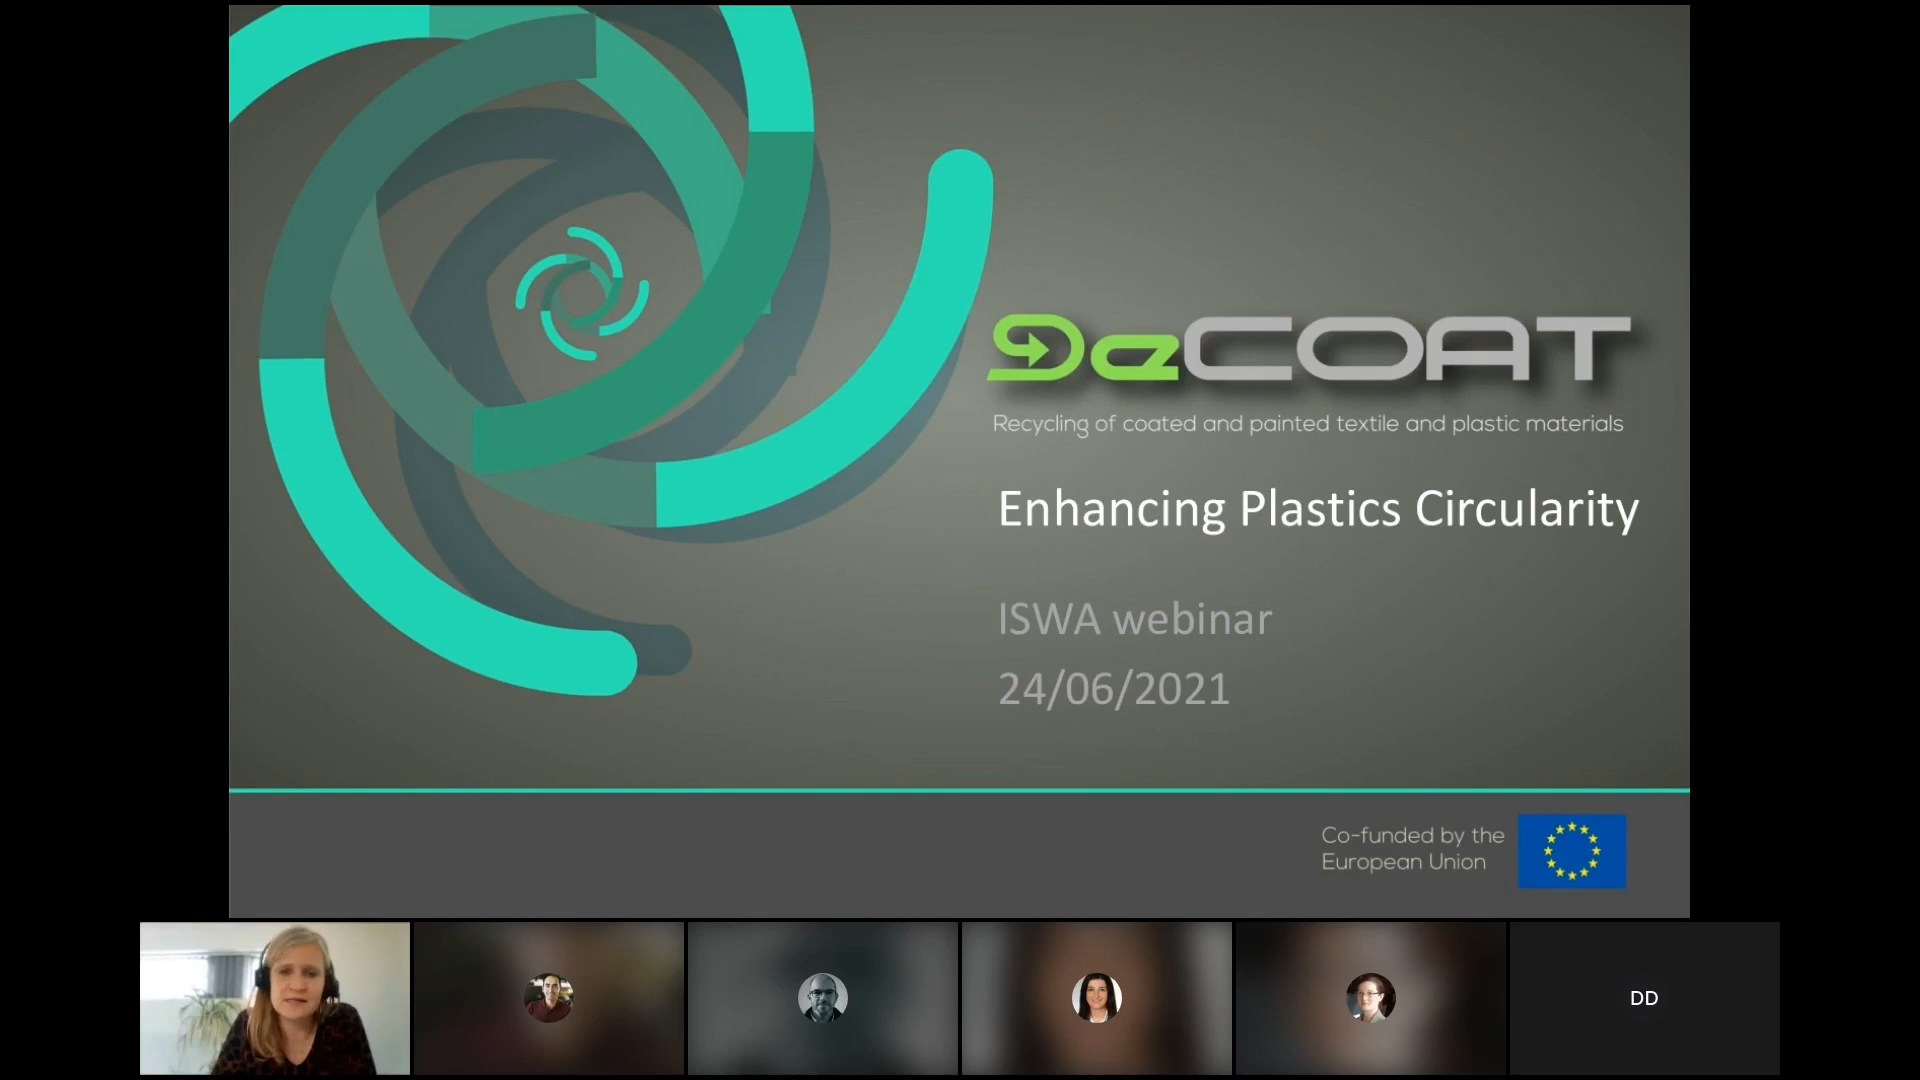 DeCOAT
Recycling of coated and painted textile and plastic materials
Enhancing Plastics Circularity
ISWA webinar
24/06/2021
Co-funded by the
European Union
DD